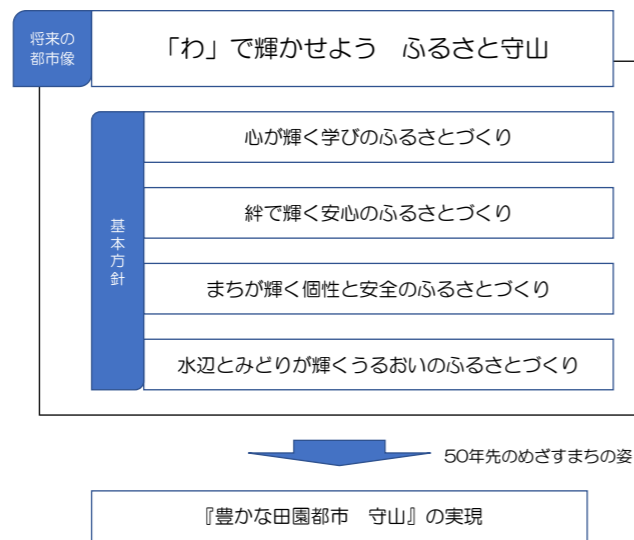 将来の
都市像
「わ」で輝かせよう　ふるさと守山
基本方針
心が輝く学びのふるさとづくり
絆で輝く安心のふるさとづくり
まちが輝く個性と安全のふるさとづくり
水辺とみどりが輝くうるおいのふるさとづくり
50年先のめざすまちの姿
『豊かな田園都市　守山』の実現